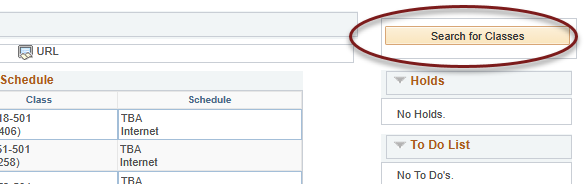 Search for Classes
URL
Schedule
Class Schedule
18-501 TBA
406) Internet
51-501 TBA
258) Internet
TBA
Holds
No Holds.
To Do List
No To Do's.